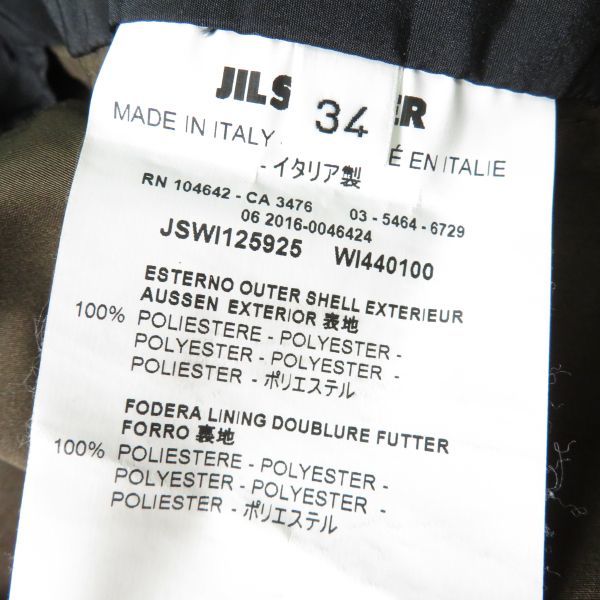 JIL S ER
34
MADE IN ITALY - É EN ITALIE
- イタリア製
RN 104642 - CA 3476 03 - 5464 - 6729
06 2016-0046424
JSWI125925 WI440100
ESTERNO OUTER SHELL EXTERIEUR
AUSSEN EXTERIOR 表地
100% POLIESTERE - POLYESTER -
POLYESTER - POLYESTER -
POLIESTER - ポリエステル
FODERA LINING DOUBLURE FUTTER
FORRO 裏地
100% POLIESTERE - POLYESTER -
POLYESTER - POLYESTER -
POLIESTER - ポリエステル